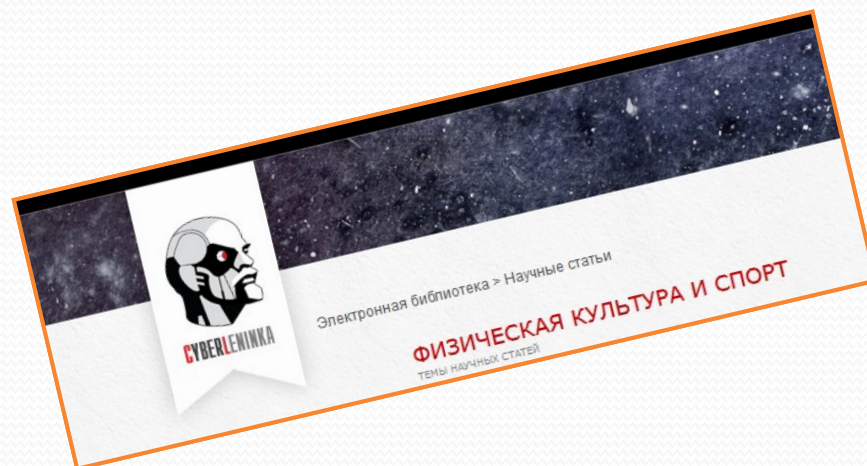 CYBERLENINKA
Электронная библиотека > Научные статьи
ФИЗИЧЕСКАЯ КУЛЬТУРА И СПОРТ
ТЕМЫ НАУЧНЫХ СТАТЕЙ